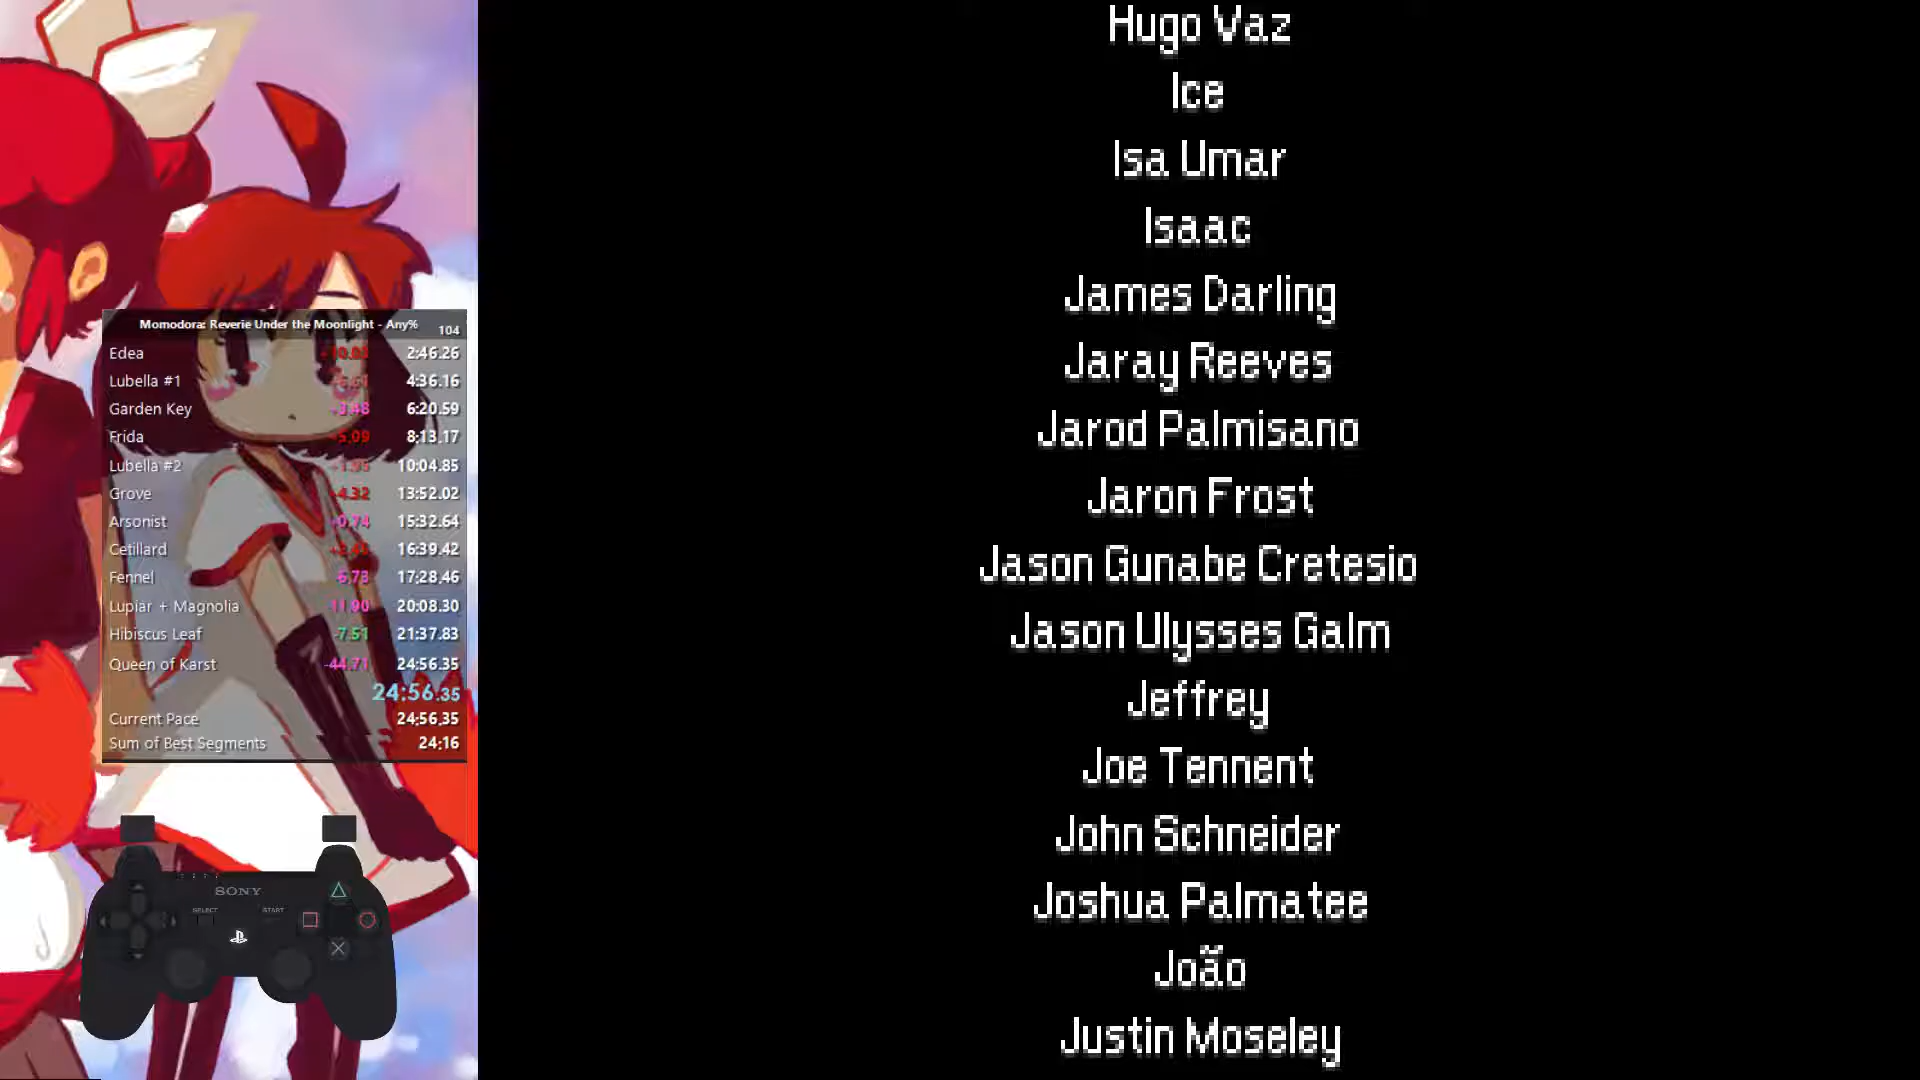 Momodora: Reverie Under the Moonlight - Any%
104
Edea 2:46.26
Lubella #1 4:36.16
Garden Key 6:20.59
Frida 8:13.17
Lubella #2 10:04.85
Grove 13:52.02
Arsonist 15:32.64
Cetillard 16:39.42
Fennel 17:28.46
Lupiar + Magnolia 20:08.30
Hibiscus Leaf -7.51 21:37.83
Queen of Karst -44.71 24:56.35
24:56.35
Current Pace 24:56.35
Sum of Best Segments 24:16
SONY
SELECT
START
Hugo Vaz
Ice
Isa Umar
Isaac
James Darling
Jaray Reeves
Jarod Palmisano
Jaron Frost
Jason Gunabe Cretesio
Jason Ulysses Galm
Jeffrey
Joe Tennent
John Schneider
Joshua Palmatee
João
Justin Moseley